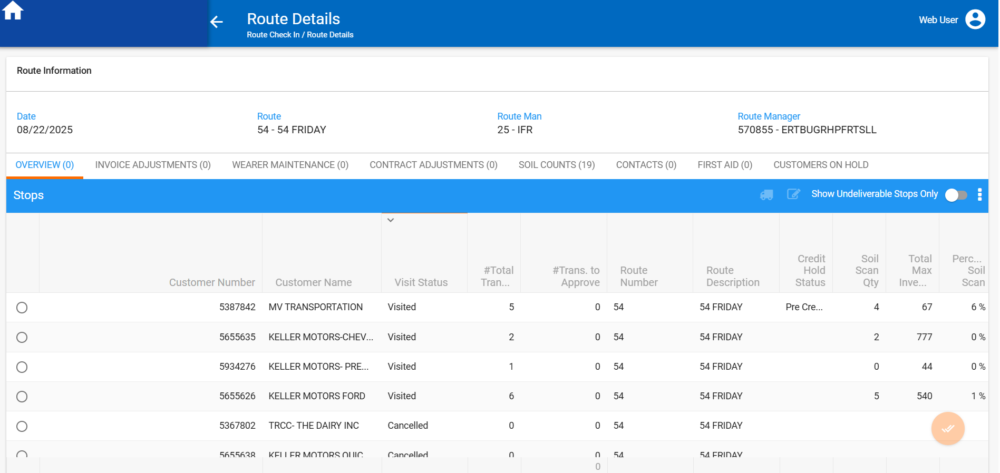 Route Details
Route Check In / Route Details
Web User
Route Information
Date
08/22/2025
Route
54 - 54 FRIDAY
Route Man
25 - IFR
Route Manager
570855 - ERTBUGRHPFRTSLL
OVERVIEW (0) INVOICE ADJUSTMENTS (0) WEARER MAINTENANCE (0) CONTRACT ADJUSTMENTS (0) SOIL COUNTS (19) CONTACTS (0) FIRST AID (0) CUSTOMERS ON HOLD
Stops
Show Undeliverable Stops Only
Customer Number
Customer Name
Visit Status
#Total
Tran...
#Trans. to
Approve
Route
Number
Route
Description
Credit
Hold
Status
Soil
Scan
Qty
Total
Max
Inve...
Perc...
Soil
Scan
5387842 MV TRANSPORTATION Visited 5 0 54 54 FRIDAY Pre Cre... 4 67 6 %
5655635 KELLER MOTORS-CHEV... Visited 2 0 54 54 FRIDAY 2 777 0 %
5934276 KELLER MOTORS- PRE... Visited 1 0 54 54 FRIDAY 0 44 0 %
5655626 KELLER MOTORS FORD Visited 6 0 54 54 FRIDAY 5 540 1 %
5367802 TRCC- THE DAIRY INC Cancelled 0 0 54 54 FRIDAY
5655638 KELLER MOTORS QUIC Cancelled 0 0 54 54 FRIDAY
0